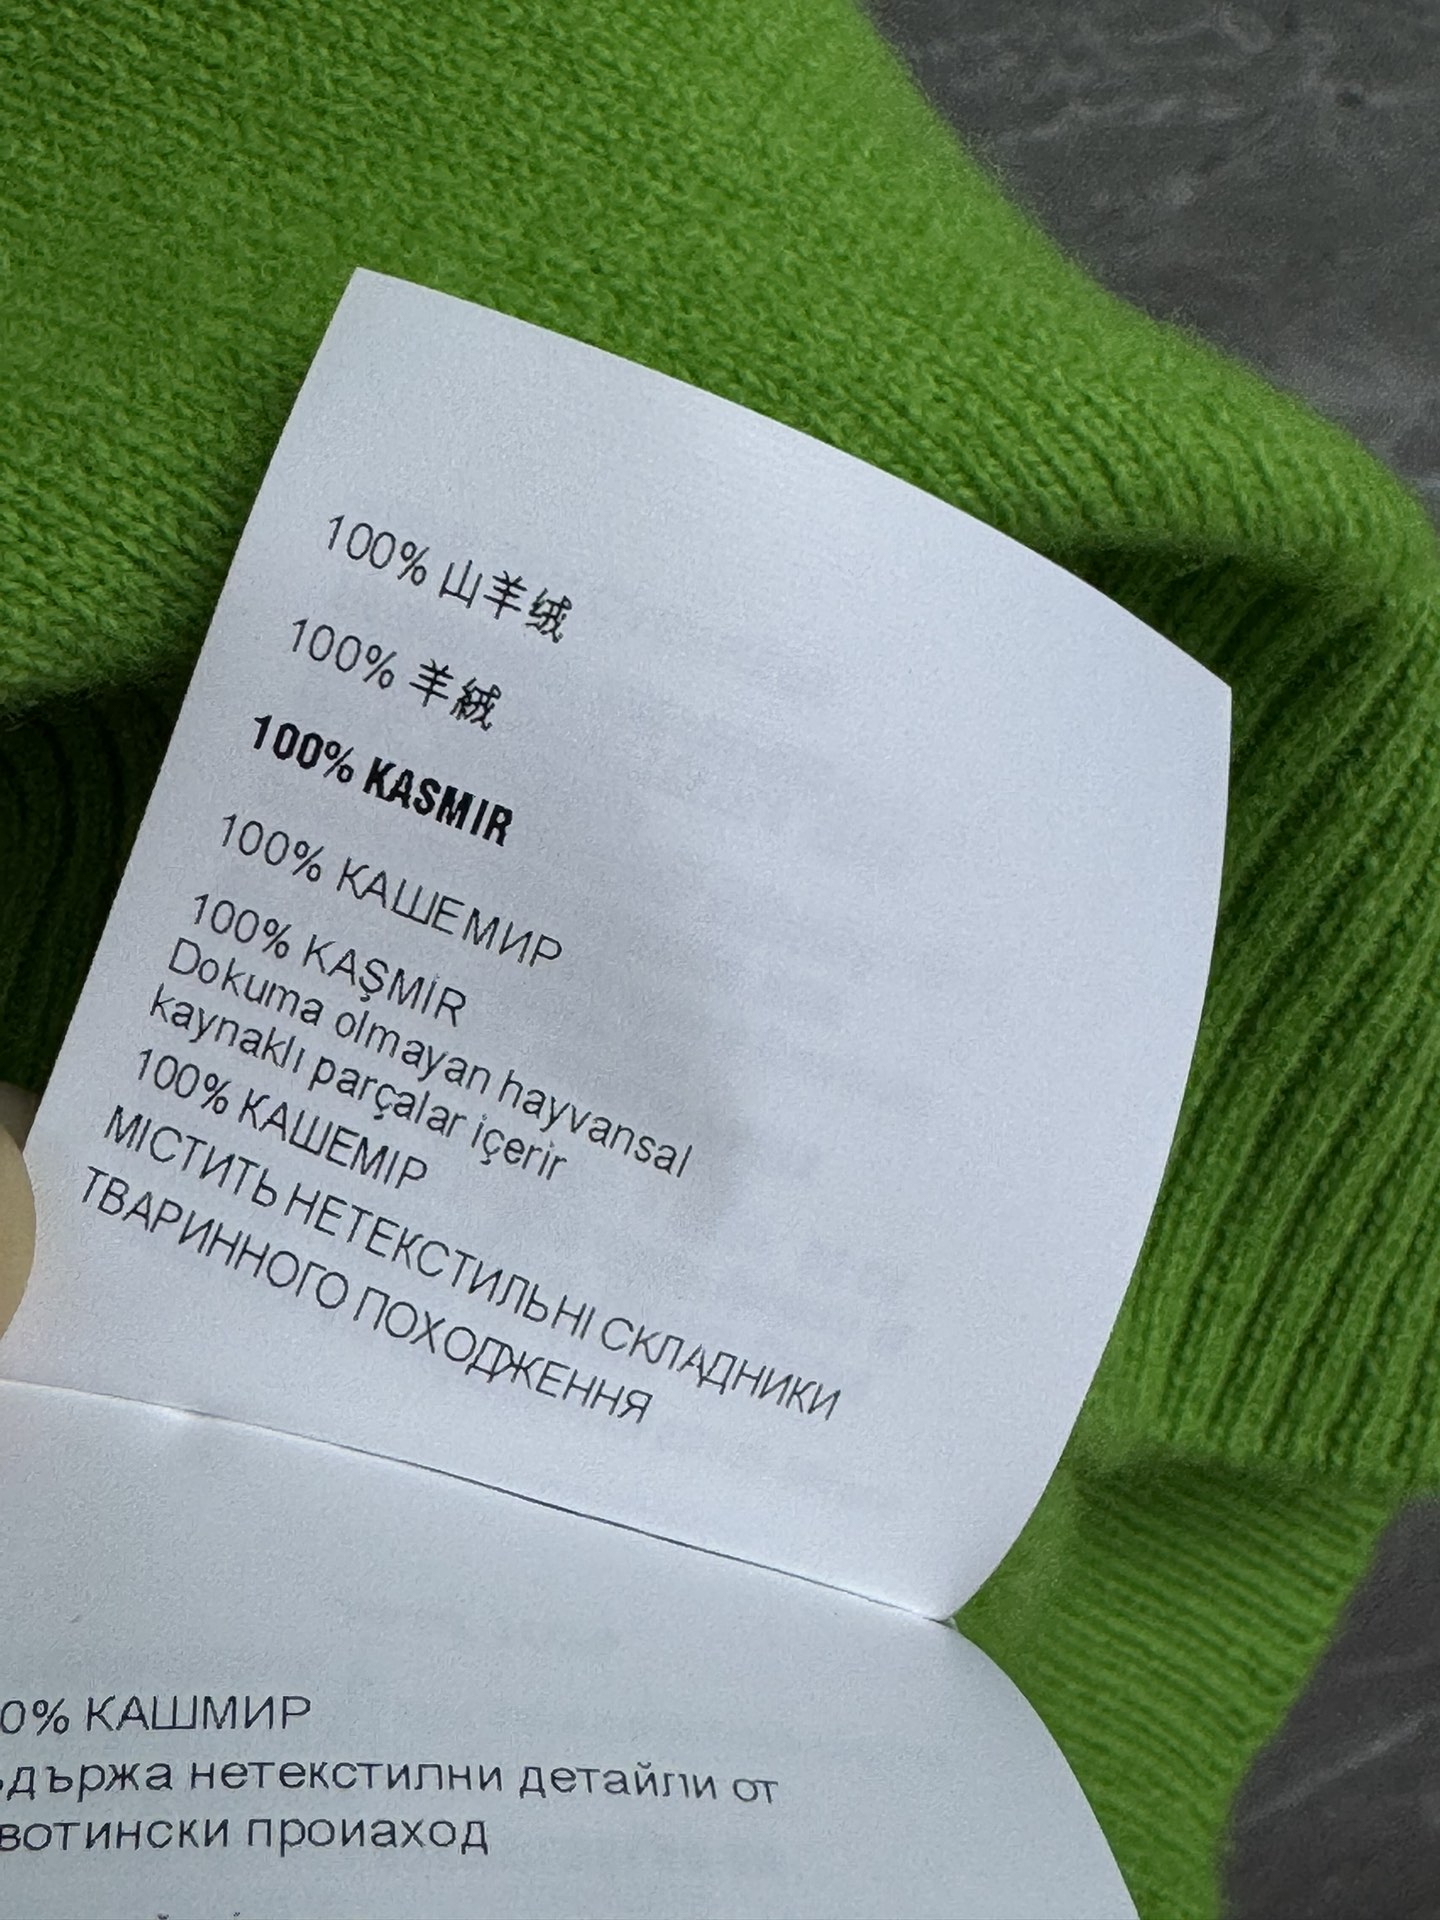 100% 山羊绒
100% 羊絨
100% KASMIR
100% КАШЕМИР
100% KAŞMİR
Dokuma olmayan hayvansal
kaynaklı parçalar içerir
100% КАШЕМІР
МІСТИТЬ НЕТЕКСТИЛЬНІ СКЛАДНИКИ
ТВАРИННОГО ПОХОДЖЕННЯ
0% КАШМИР
държа нетекстилни детайли от
вотински проиаход